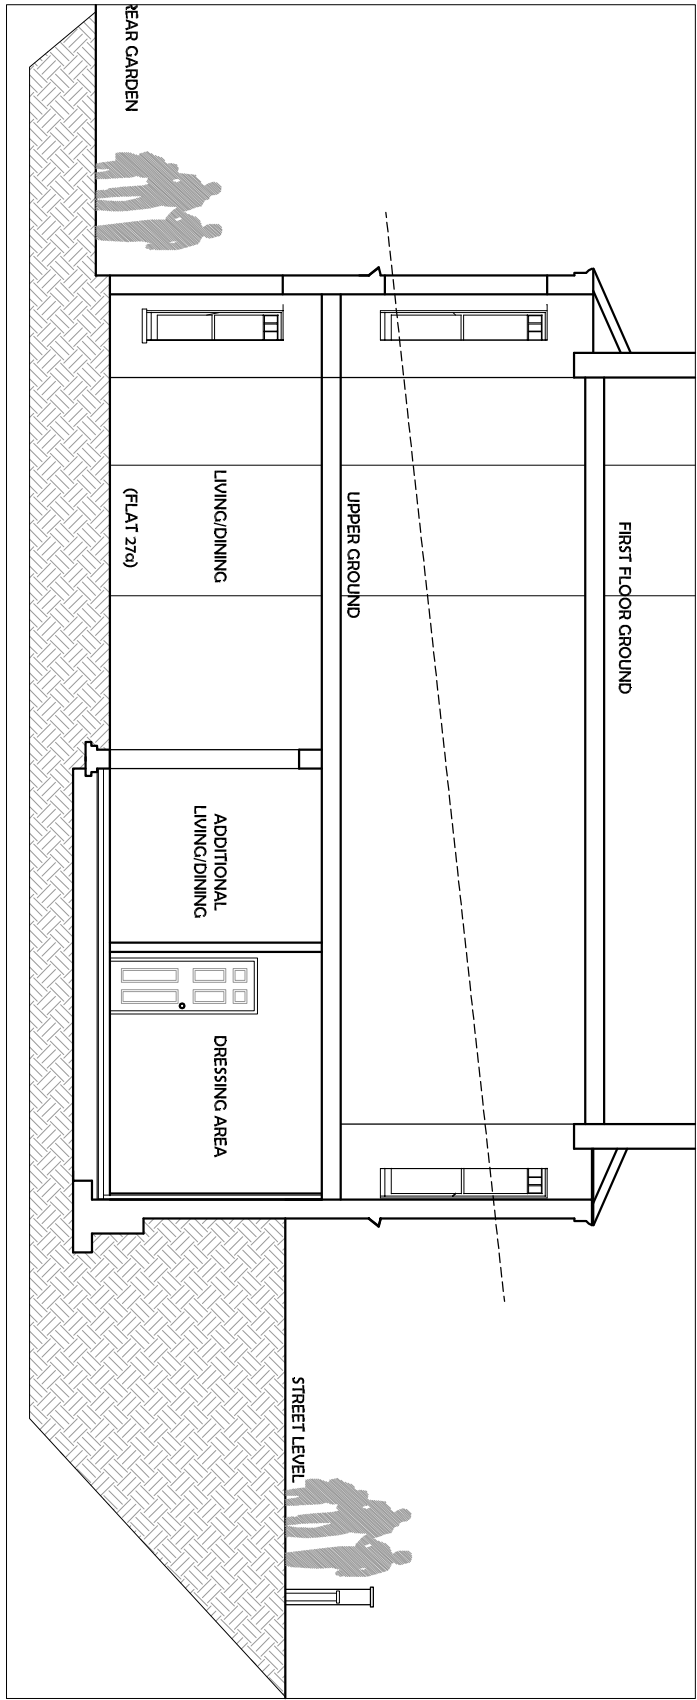 REAR GARDEN
FIRST FLOOR GROUND
UPPER GROUND
LIVING/DINING
(FLAT 27a)
ADDITIONAL
LIVING/DINING
DRESSING AREA
STREET LEVEL